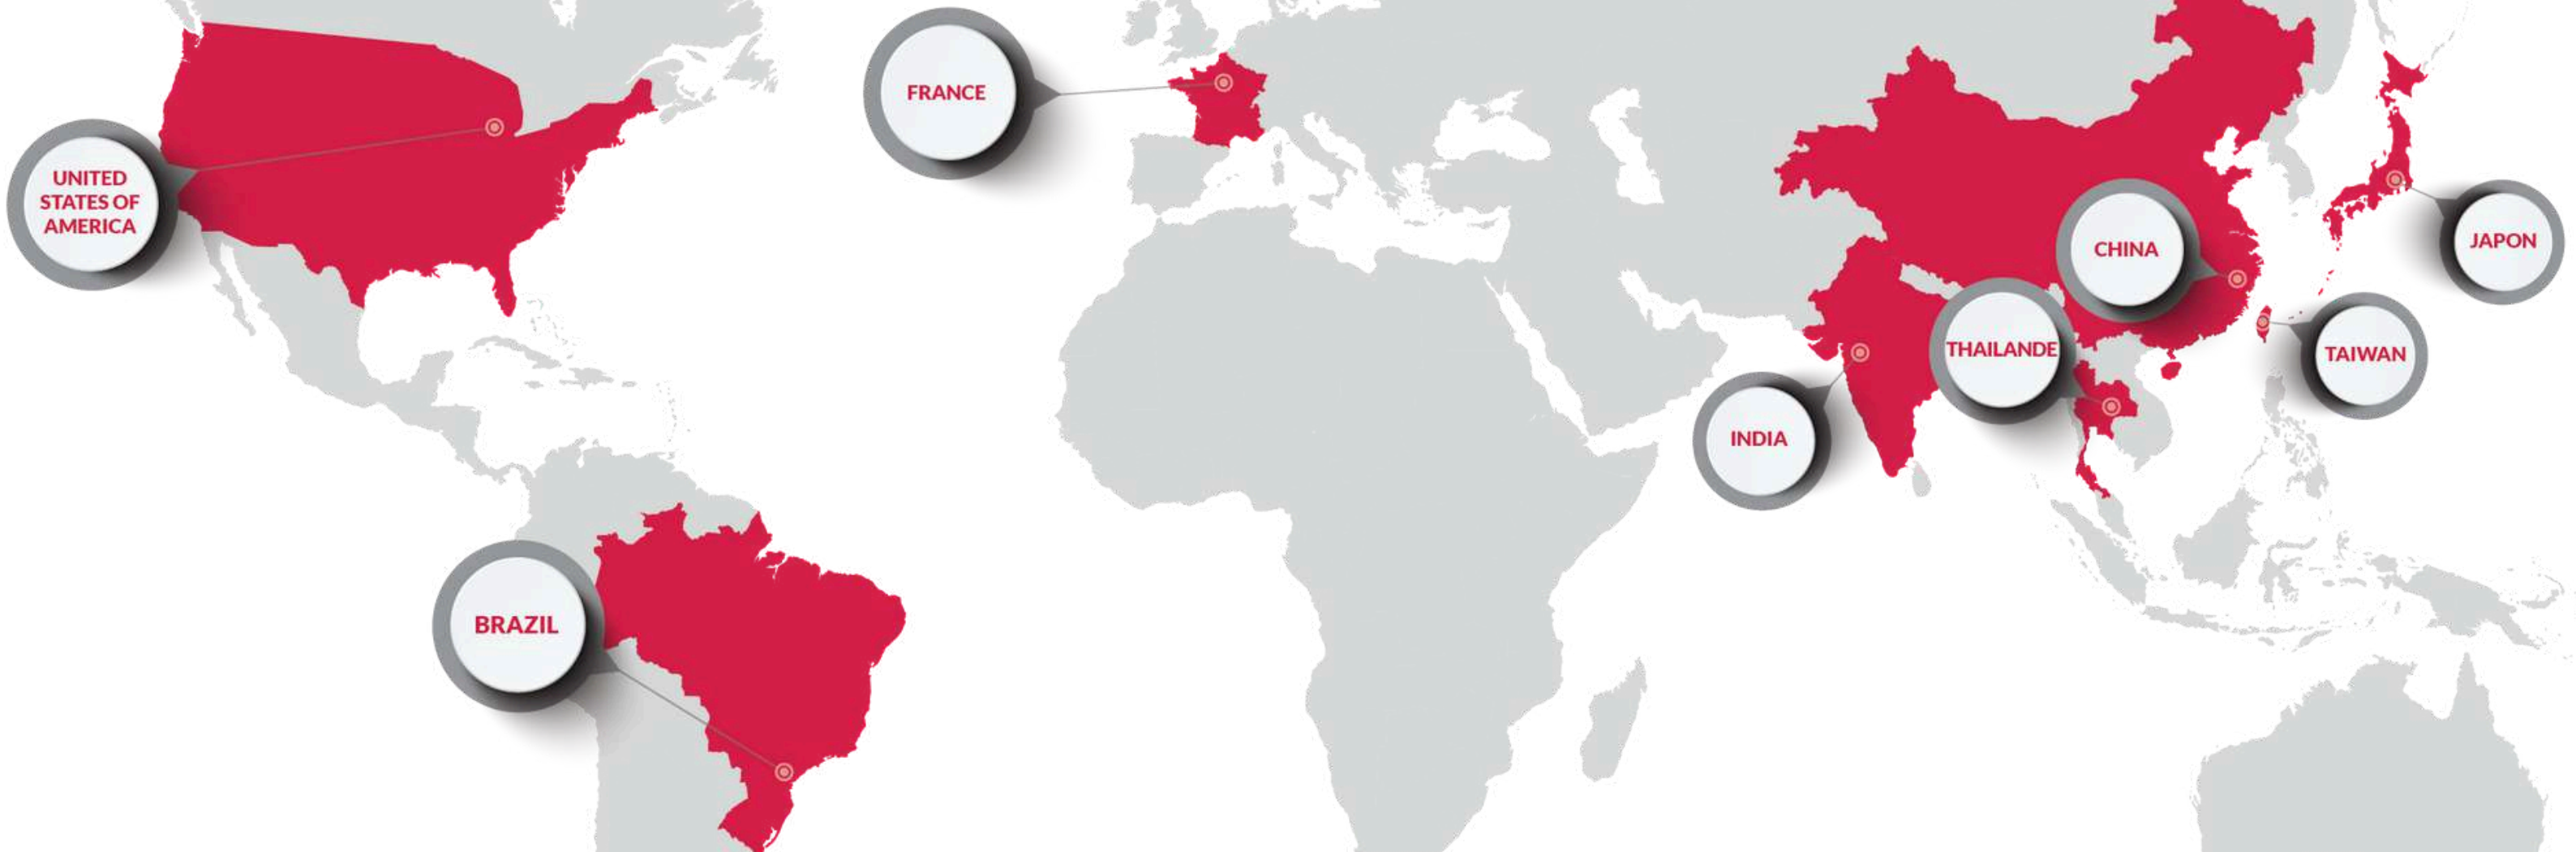 UNITED
STATES OF
AMERICA
FRANCE
BRAZIL
INDIA
THAILANDE
CHINA
JAPON
TAIWAN